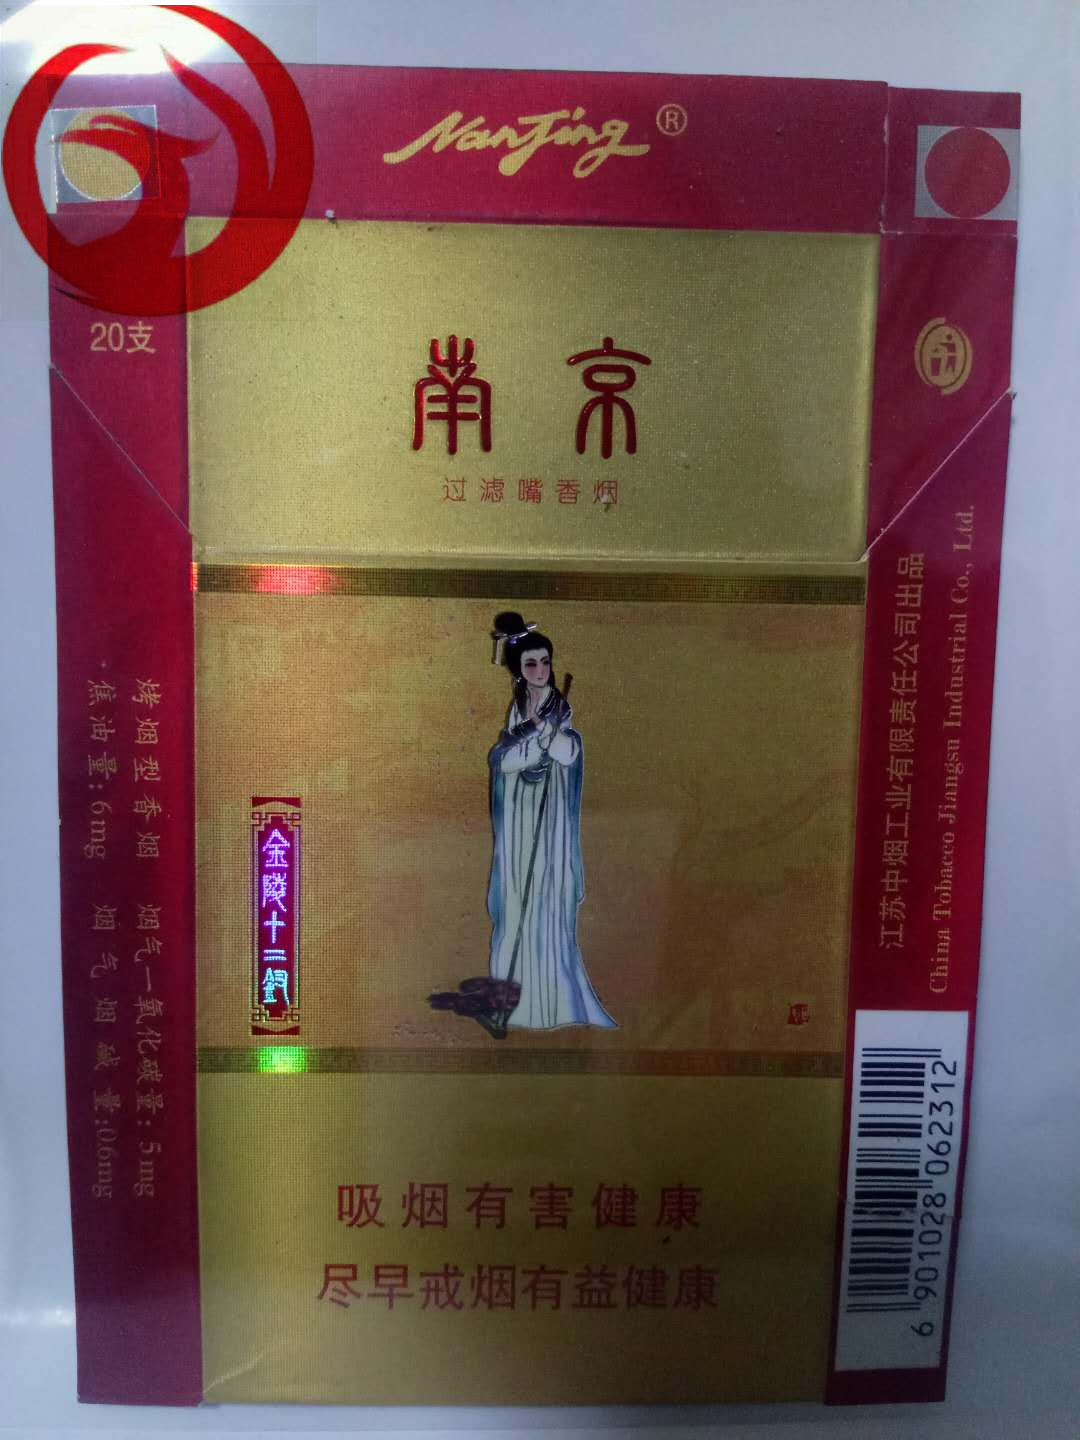 NanJing®
20支
南京
过滤嘴香烟
【金陵十二釵】
烤烟型香烟 烟气一氧化碳量:5mg
焦油量:6mg 烟气烟碱量:0.6mg
吸烟有害健康
尽早戒烟有益健康
江苏中烟工业有限责任公司出品
China Tobacco Jiangsu Industrial Co., Ltd.
6 901028 062312